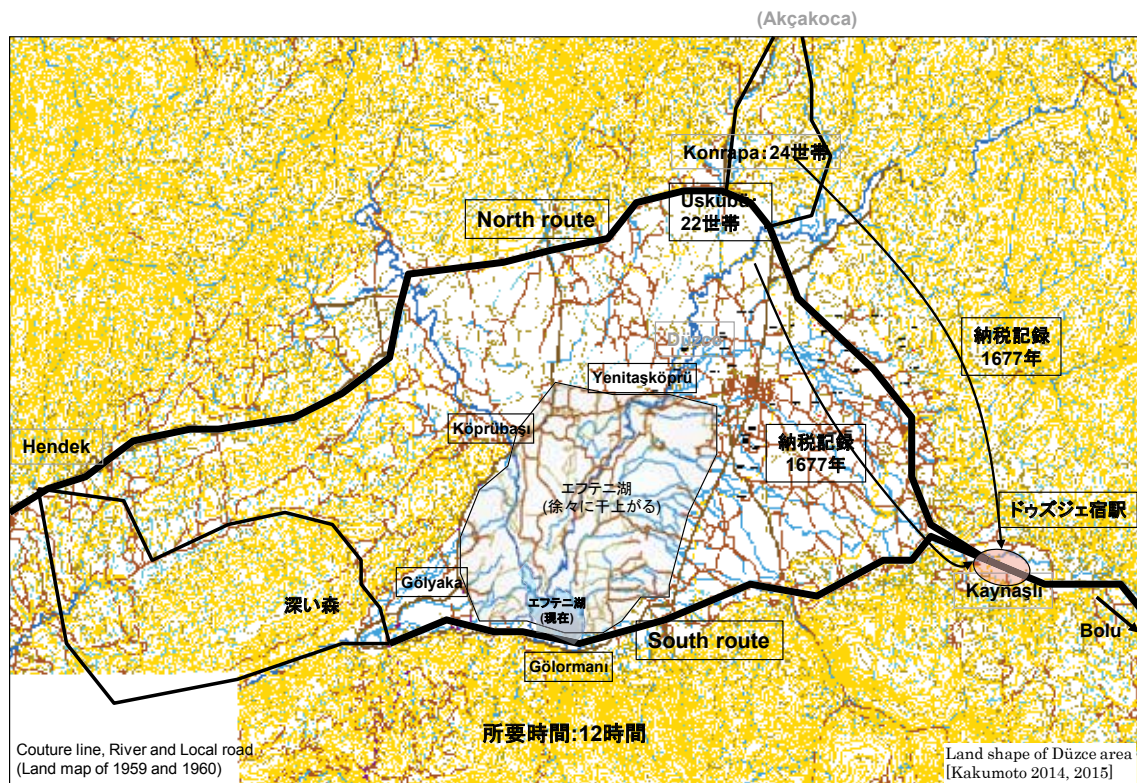 (Akçakoca)
Konrapa：24世帯
Üskübü：
22世帯
North route
納税記録
1677年
Düzce
Yenitaşköprü
Köprübaşı
Hendek
納税記録
1677年
エフテニ湖
(徐々に干上がる)
ドゥズジェ宿駅
Gölyaka
Kaynaşlı
深い森
エフテニ湖
(現在)
Bolu
South route
Gölormanı
所要時間:12時間
Couture line, River and Local road
(Land map of 1959 and 1960)
Land shape of Düzce area
[Kakumoto 2014, 2015]